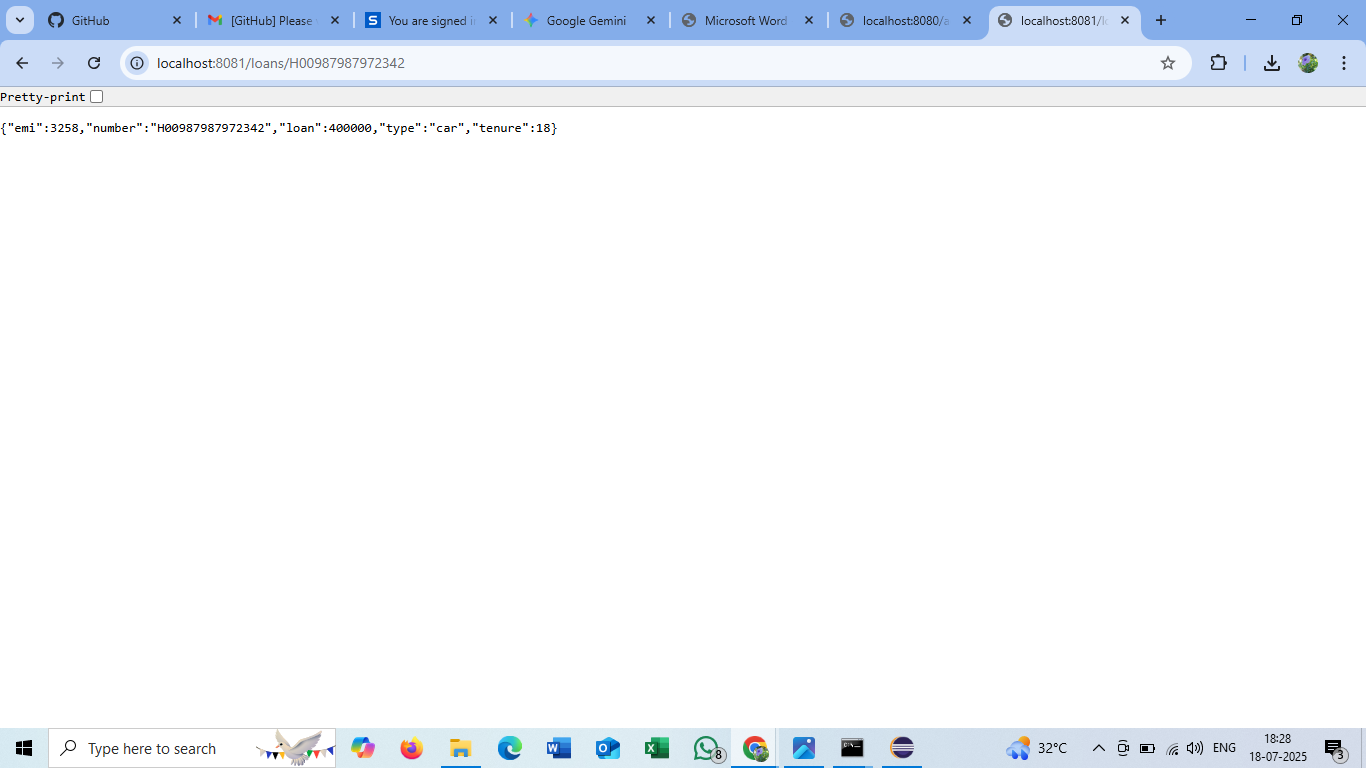 GitHub
[GitHub] Please
You are signed i
Google Gemini
Microsoft Word
localhost:8080/a
localhost:8081/lo
localhost:8081/loans/H00987987972342
Pretty-print
{"emi":3258,"number":"H00987987972342","loan":400000,"type":"car","tenure":18}
Type here to search
8
32°C
ENG
18:28
18-07-2025
3